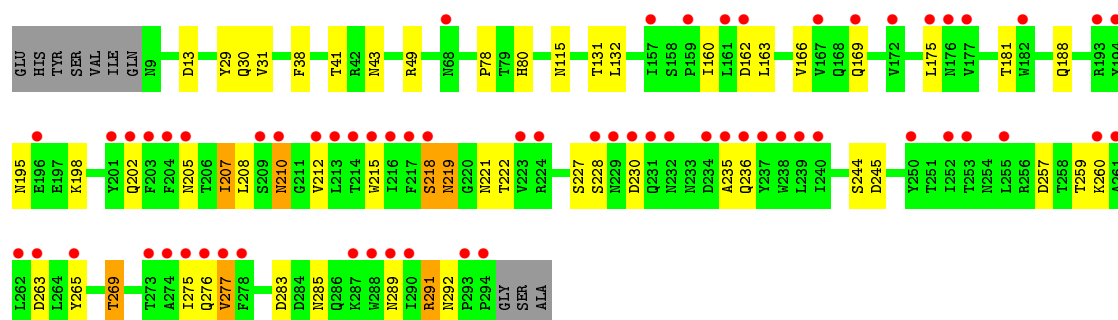 GLU HIS TYR SER VAL ILE GLN N9 D13 Y29 Q30 V31 F38 T41 R42 N43 R49 N68 P78 T79 H80 N115 T131 L132 I157 S158 P159 I160 L161 D162 L163 V166 V167 Q168 Q169 V172 L175 N176 V177 T181 W182 Q188 R193 Y194
N195 E196 E197 K198 Y201 Q202 F203 F204 N205 T206 I207 L208 S209 N210 G211 V212 L213 T214 W215 I216 F217 S218 N219 G220 N221 T222 V223 R224 S227 S228 N229 D230 Q231 N232 N233 D234 A235 Q236 Y237 W238 L239 I240 S244 D245 Y250 T251 I252 T253 N254 L255 R256 D257 T258 T259 K260 A261
L262 D263 L264 Y265 T269 T273 A274 I275 Q276 V277 F278 D283 D284 N285 Q286 K287 W288 N289 I290 R291 N292 P293 P294 GLY SER ALA